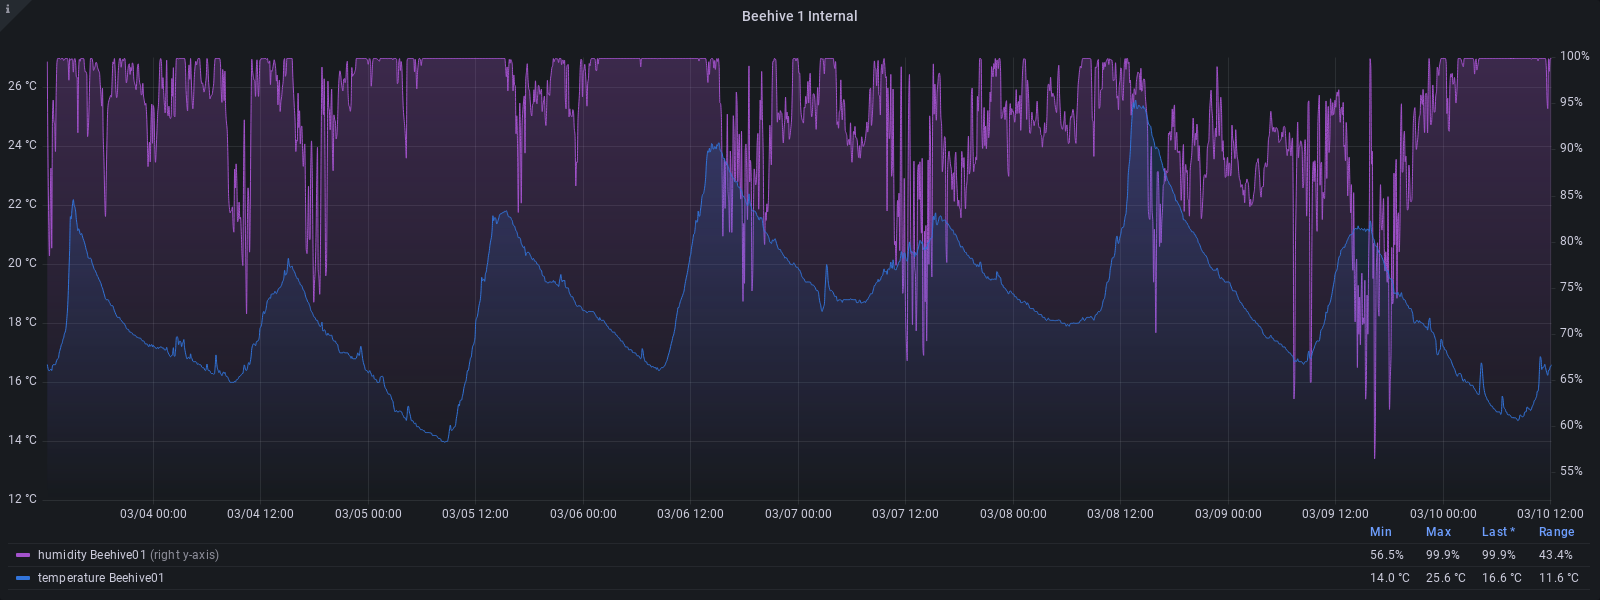 i
Beehive 1 Internal
100%
26 °C
95%
24 °C
90%
22 °C
85%
80%
20 °C
75%
18 °C
70%
16 °C
65%
14 °C
60%
55%
12 °C
03/04 00:00 03/04 12:00 03/05 00:00 03/05 12:00 03/06 00:00 03/06 12:00 03/07 00:00 03/07 12:00 03/08 00:00 03/08 12:00 03/09 00:00 03/09 12:00 03/10 00:00 03/10 12:00
Min Max Last * Range
humidity Beehive01 (right y-axis) 56.5% 99.9% 99.9% 43.4%
temperature Beehive01 14.0 °C 25.6 °C 16.6 °C 11.6 °C